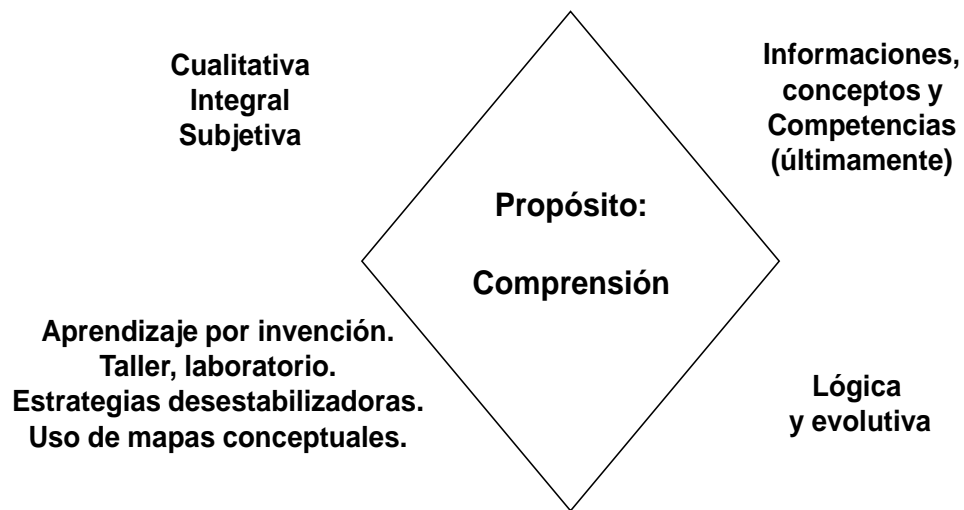 Cualitativa
Integral
Subjetiva
Informaciones,
conceptos y
Competencias
(últimamente)
Propósito:
Comprensión
Aprendizaje por invención.
Taller, laboratorio.
Estrategias desestabilizadoras.
Uso de mapas conceptuales.
Lógica
y evolutiva